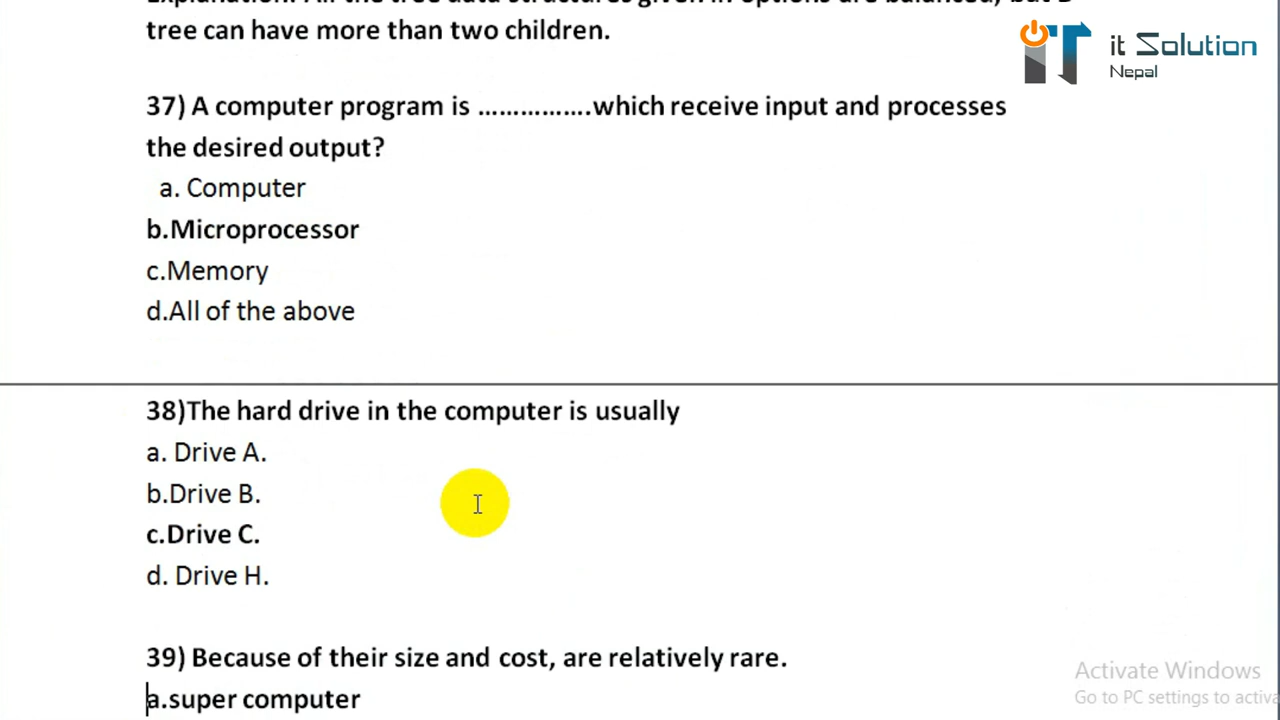 tree can have more than two children.
iT it Solution
Nepal
37) A computer program is …………….which receive input and processes
the desired output?
a. Computer
b.Microprocessor
c.Memory
d.All of the above
38)The hard drive in the computer is usually
a. Drive A.
b.Drive B.
c.Drive C.
d. Drive H.
39) Because of their size and cost, are relatively rare.
a.super computer
Activate Windows
Go to PC settings to activa